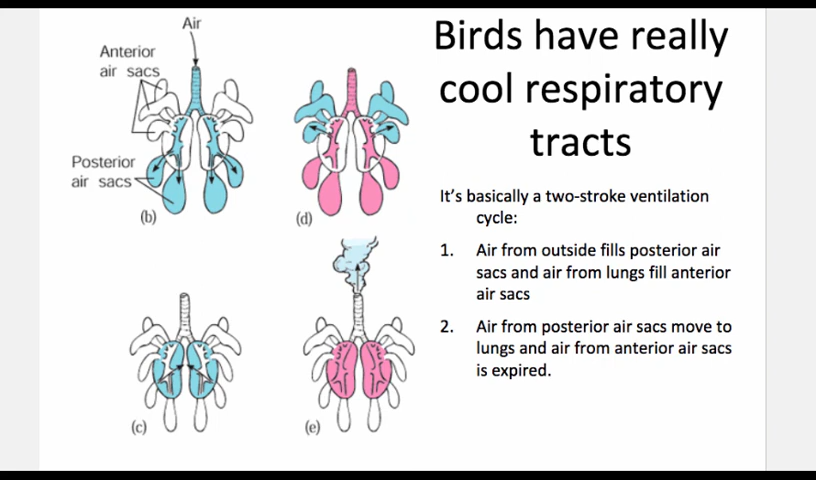 Air
Anterior
air sacs
Posterior
air sacs
(b)
(d)
(c)
(e)
Birds have really
cool respiratory
tracts
It's basically a two-stroke ventilation
cycle:
1. Air from outside fills posterior air
sacs and air from lungs fill anterior
air sacs
2. Air from posterior air sacs move to
lungs and air from anterior air sacs
is expired.